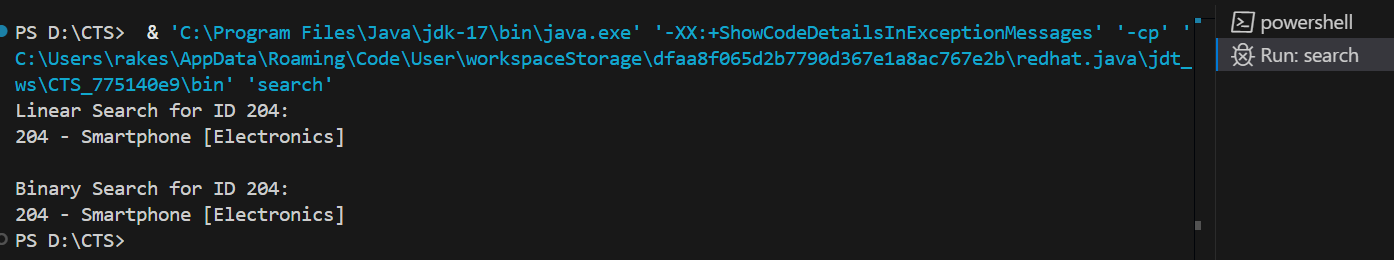 PS D:\CTS>  & 'C:\Program Files\Java\jdk-17\bin\java.exe' '-XX:+ShowCodeDetailsInExceptionMessages' '-cp' '
C:\Users\rakes\AppData\Roaming\Code\User\workspaceStorage\dfaa8f065d2b7790d367e1a8ac767e2b\redhat.java\jdt_
ws\CTS_775140e9\bin' 'search'
Linear Search for ID 204:
204 - Smartphone [Electronics]

Binary Search for ID 204:
204 - Smartphone [Electronics]
PS D:\CTS>
powershell
Run: search